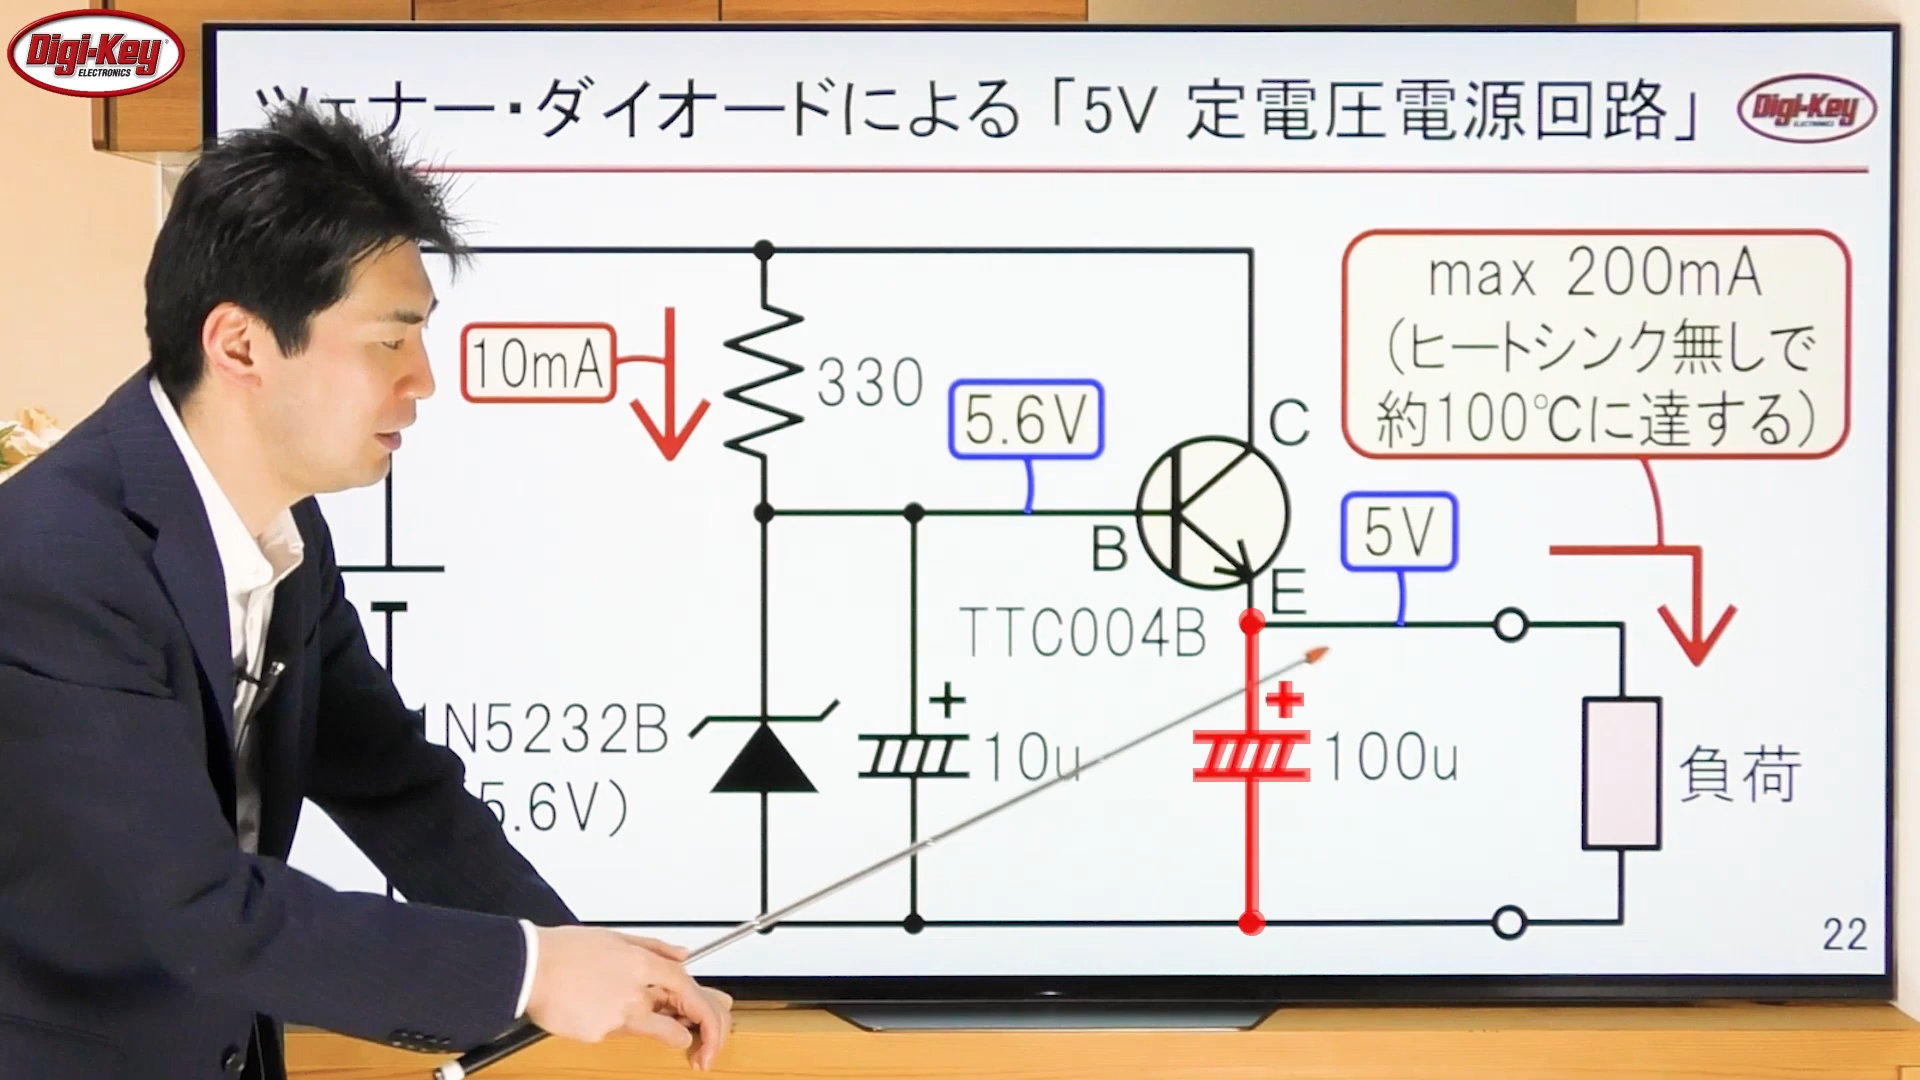 Digi-Key
ELECTRONICS
ツェナー・ダイオードによる「5V 定電圧電源回路」
Digi-Key
ELECTRONICS
max 200mA
(ヒートシンク無しで
約100℃に達する)
10mA
330
5.6V
C
B
E
5V
TTC004B
1N5232B
5.6V)
+
10u
+
100u
負荷
22